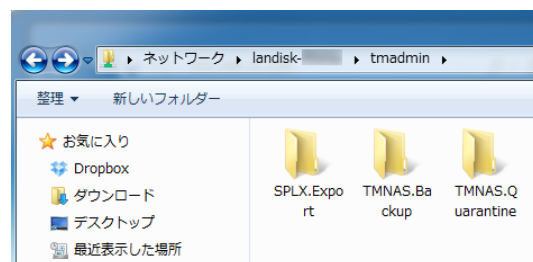 ネットワーク landisk- tmadmin
整理 新しいフォルダー
お気に入り
Dropbox
ダウンロード
デスクトップ
最近表示した場所
SPLX.Expo
rt
TMNAS.Ba
ckup
TMNAS.Q
uarantine